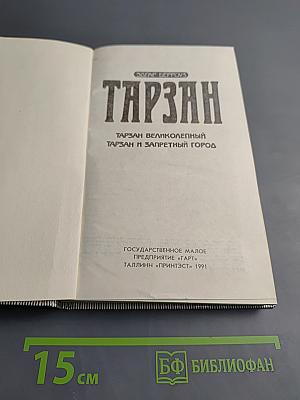 ЭДГАР БЕРРОУЗ
ТАРЗАН
ТАРЗАН ВЕЛИКОЛЕПНЫЙ
ТАРЗАН И ЗАПРЕТНЫЙ ГОРОД
ГОСУДАРСТВЕННОЕ МАЛОЕ
ПРЕДПРИЯТИЕ «ГАРТ»
ТАЛЛИНН «ПРИНТЭСТ» 1991
15 см
БФ БИБЛИОФАН